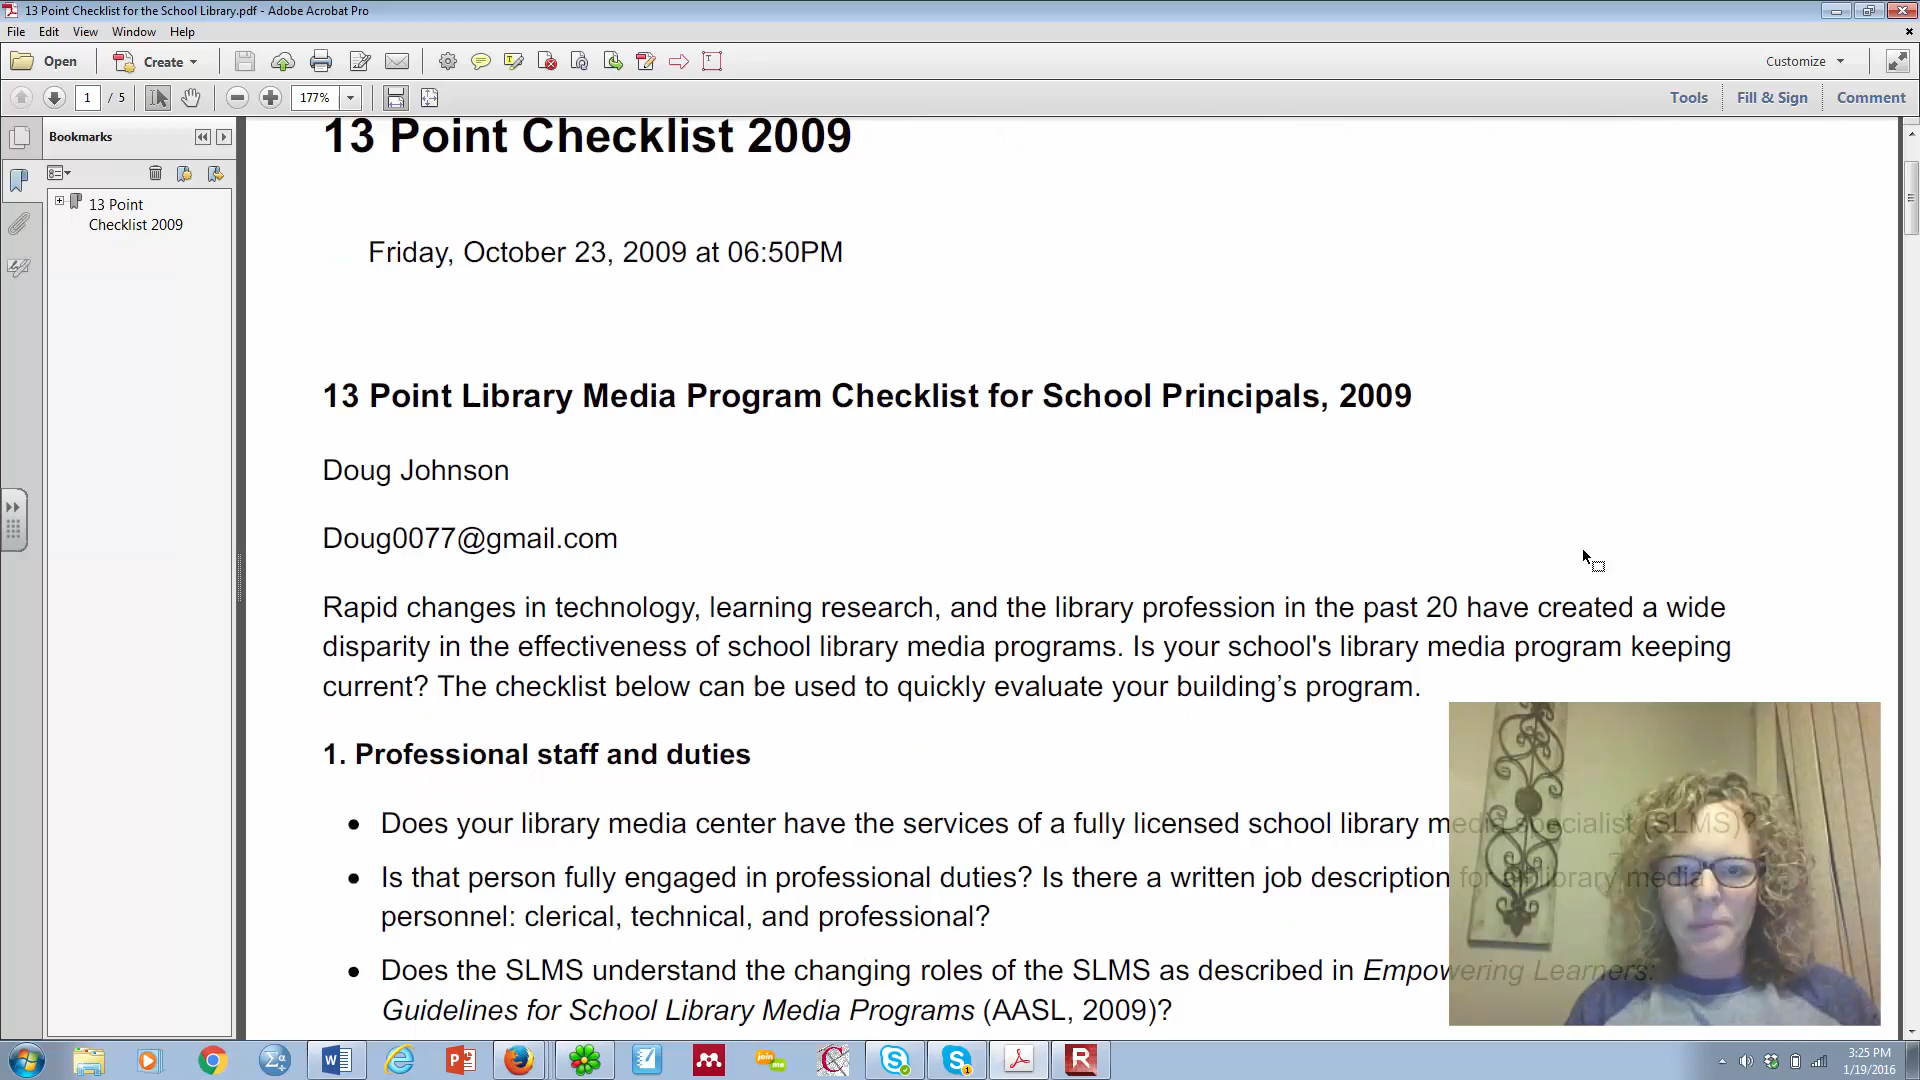 13 Point Checklist for the School Library.pdf - Adobe Acrobat Pro
File Edit View Window Help
Open Create Customize
1 / 5 177% Tools Fill & Sign Comment
Bookmarks
13 Point
Checklist 2009
13 Point Checklist 2009
Friday, October 23, 2009 at 06:50PM
13 Point Library Media Program Checklist for School Principals, 2009
Doug Johnson
Doug0077@gmail.com
Rapid changes in technology, learning research, and the library profession in the past 20 have created a wide
disparity in the effectiveness of school library media programs. Is your school's library media program keeping
current? The checklist below can be used to quickly evaluate your building's program.
1. Professional staff and duties
• Does your library media center have the services of a fully licensed school library media specialist (SLMS)?
• Is that person fully engaged in professional duties? Is there a written job description for all library media
personnel: clerical, technical, and professional?
• Does the SLMS understand the changing roles of the SLMS as described in Empowering Learners:
Guidelines for School Library Media Programs (AASL, 2009)?
3:25 PM
1/19/2016